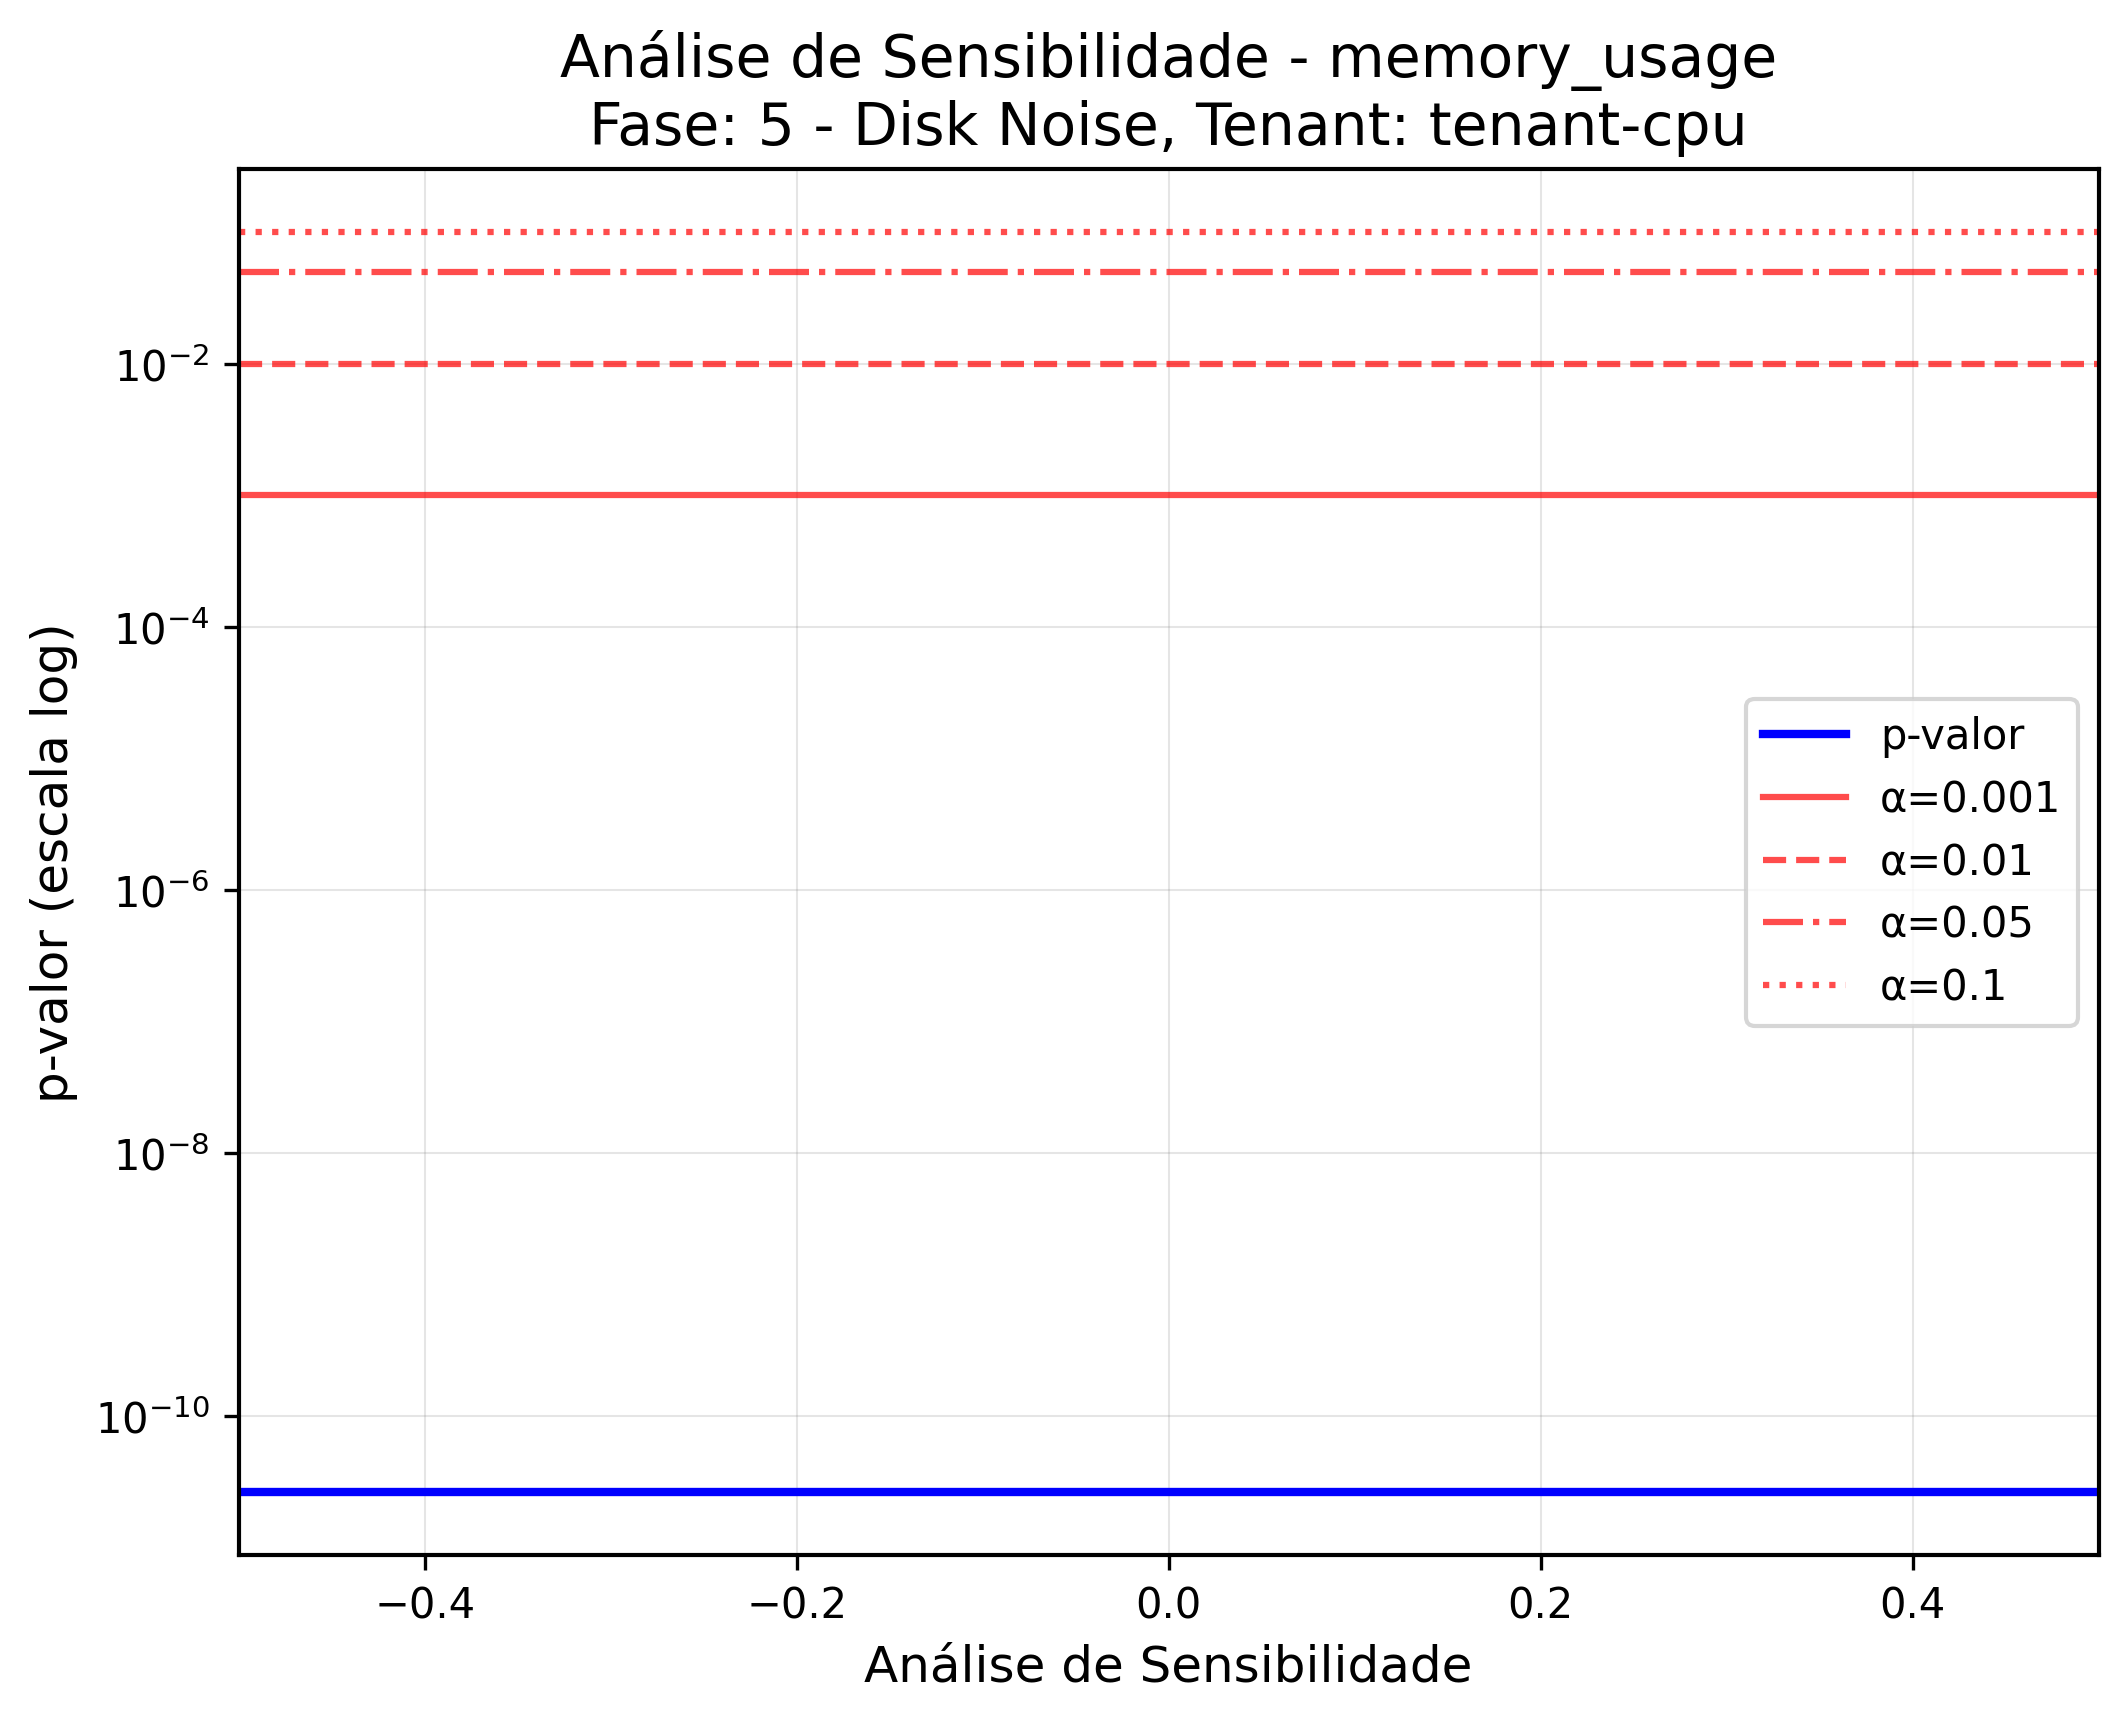 Análise de Sensibilidade - memory_usage
Fase: 5 - Disk Noise, Tenant: tenant-cpu
p-valor (escala log)
10⁻²
10⁻⁴
10⁻⁶
10⁻⁸
10⁻¹⁰
p-valor
α=0.001
α=0.01
α=0.05
α=0.1
−0.4 −0.2 0.0 0.2 0.4
Análise de Sensibilidade